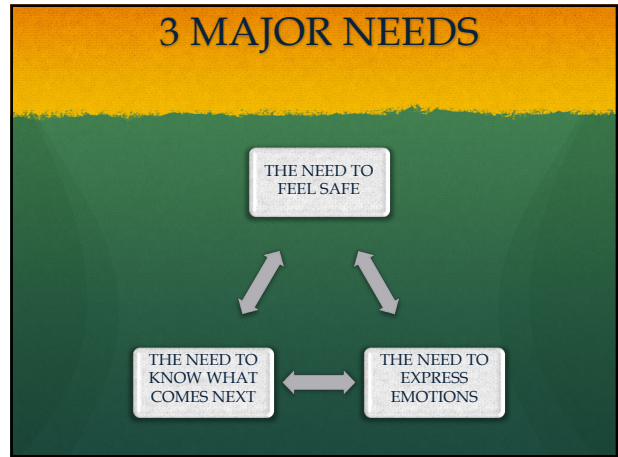 3 MAJOR NEEDS
THE NEED TO
FEEL SAFE
THE NEED TO
KNOW WHAT
COMES NEXT
THE NEED TO
EXPRESS
EMOTIONS